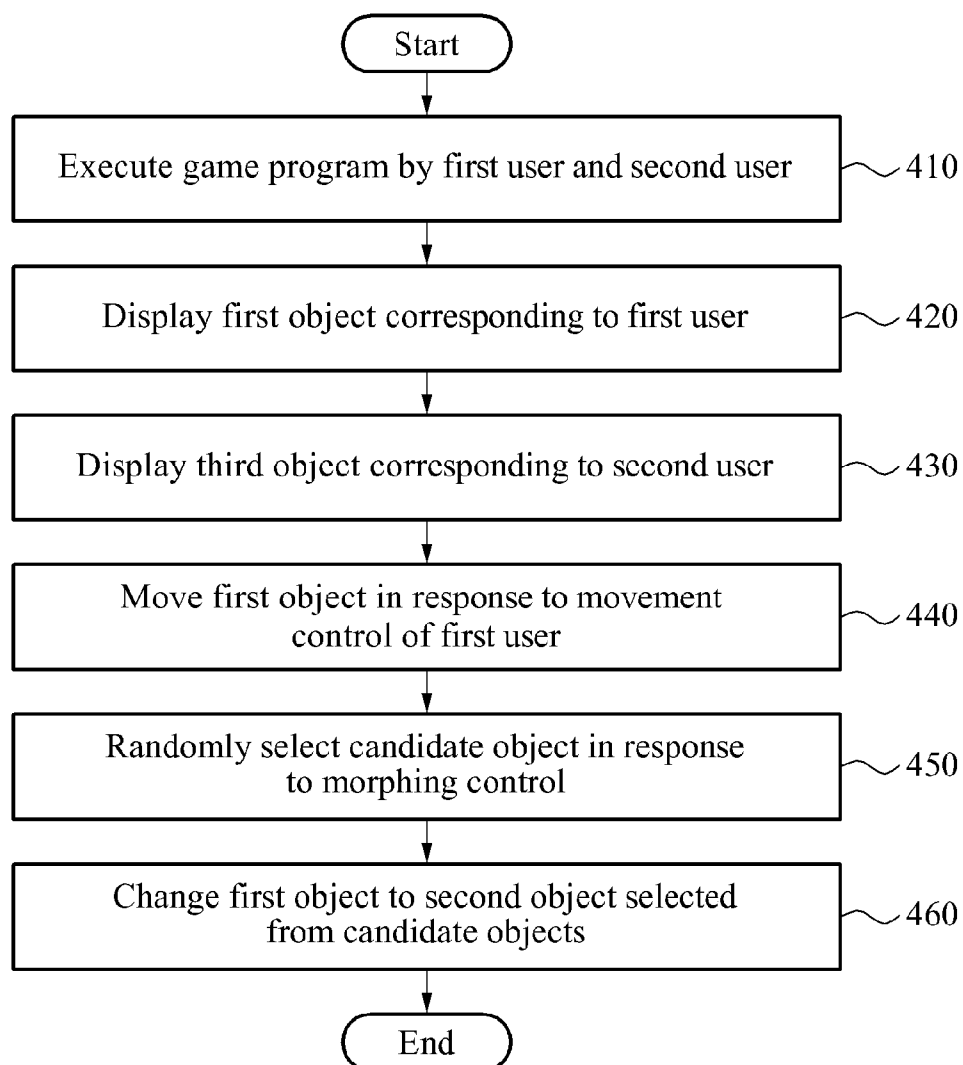 Start
Execute game program by first user and second user
410
Display first object corresponding to first user
420
Display third object corresponding to second user
430
Move first object in response to movement
control of first user
440
Randomly select candidate object in response
to morphing control
450
Change first object to second object selected
from candidate objects
460
End